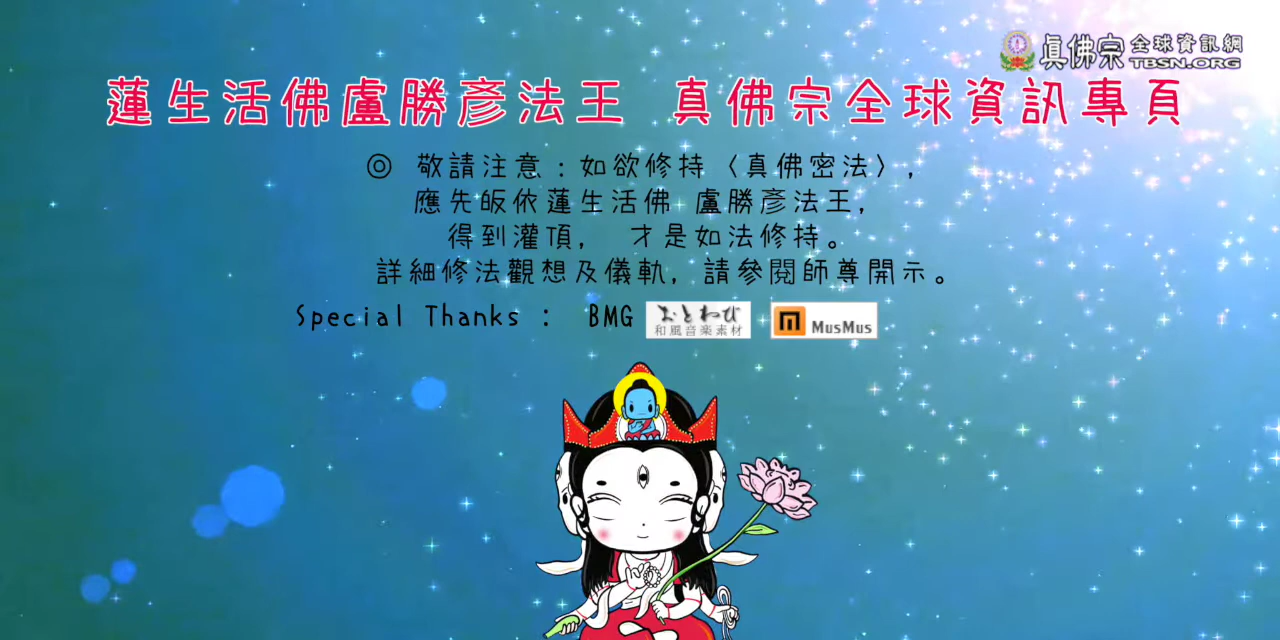 真佛宗 全球資訊網
TBSN.ORG
蓮生活佛盧勝彥法王 真佛宗全球資訊專頁
◎ 敬請注意：如欲修持〈真佛密法〉，
應先皈依蓮生活佛 盧勝彥法王，
得到灌頂， 才是如法修持。
詳細修法觀想及儀軌，請參閱師尊開示。
Special Thanks : BMG おとわび 和風音楽素材 MusMus